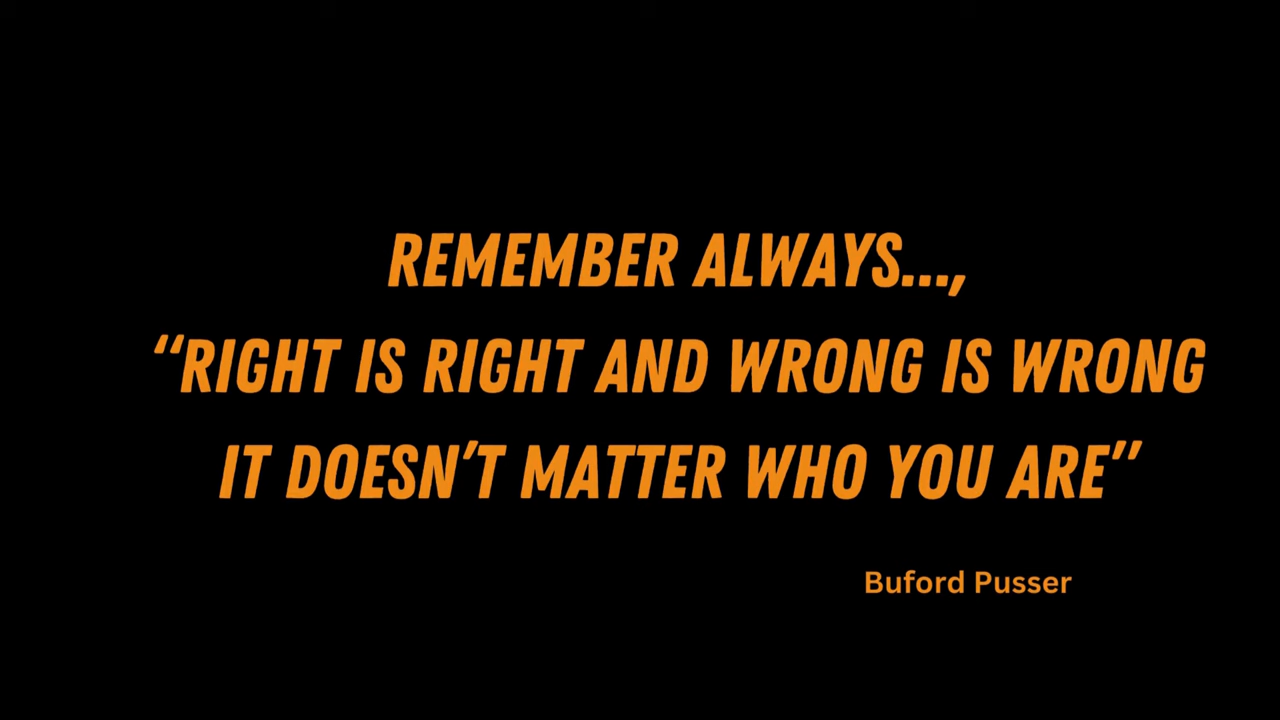 REMEMBER ALWAYS...,
“RIGHT IS RIGHT AND WRONG IS WRONG
IT DOESN’T MATTER WHO YOU ARE”
Buford Pusser